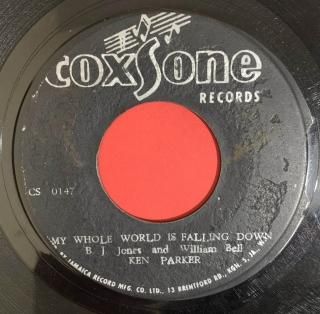 coxsone
RECORDS
CS 0147
MY WHOLE WORLD IS FALLING DOWN
B. J. Jones and William Bell
KEN PARKER
BY JAMAICA RECORD MFG. CO. LTD., 13 BRENTFORD RD., KGN. 5, JA., W.